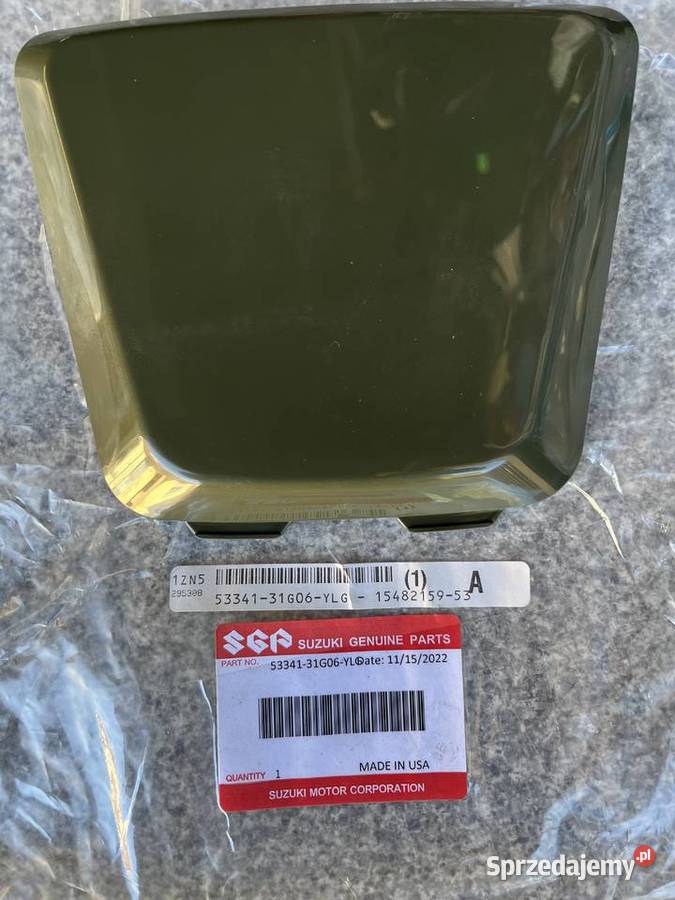 1ZN5
295308
(1)
A
53341-31G06-YLG - 15482159-53
SGP SUZUKI GENUINE PARTS
PART NO. 53341-31G06-YLG Date: 11/15/2022
MADE IN USA
QUANTITY 1
SUZUKI MOTOR CORPORATION
Sprzedajemy.pl